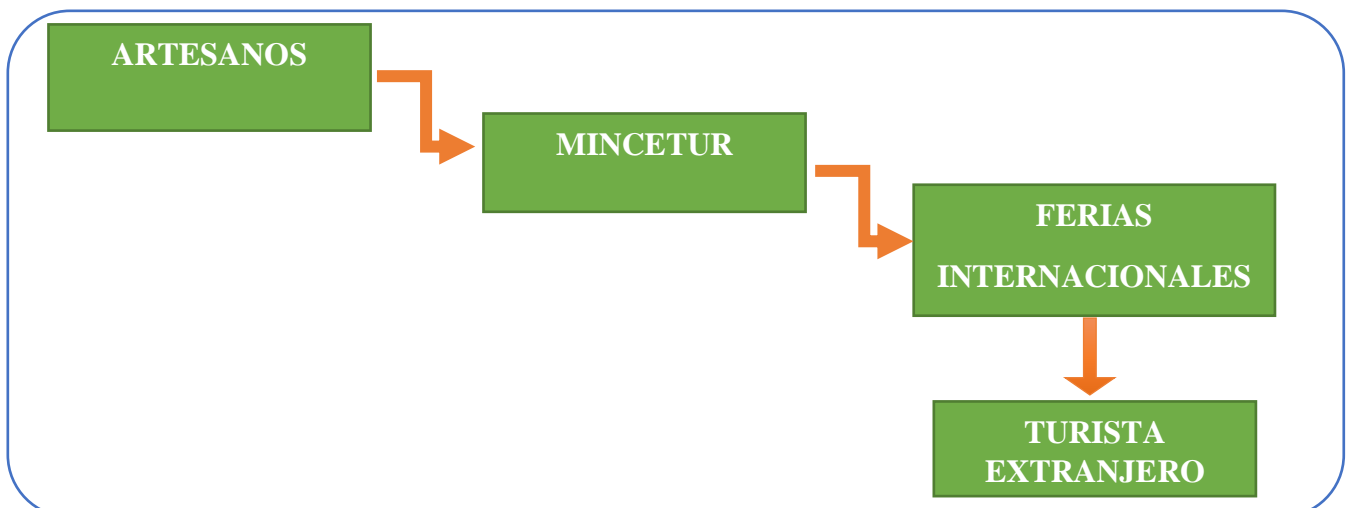 ARTESANOS
MINCETUR
FERIAS
INTERNACIONALES
TURISTA
EXTRANJERO